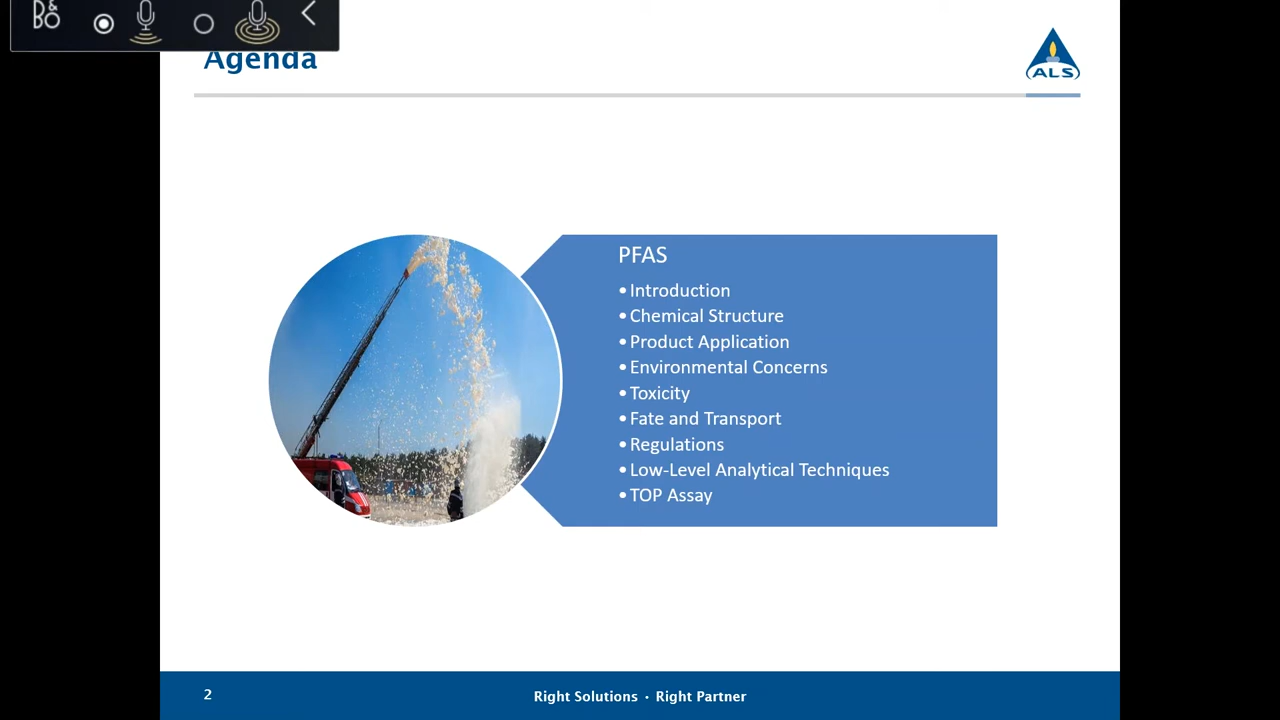 B&O
Agenda
ALS
PFAS
•Introduction
•Chemical Structure
•Product Application
•Environmental Concerns
•Toxicity
•Fate and Transport
•Regulations
•Low-Level Analytical Techniques
•TOP Assay
2
Right Solutions · Right Partner